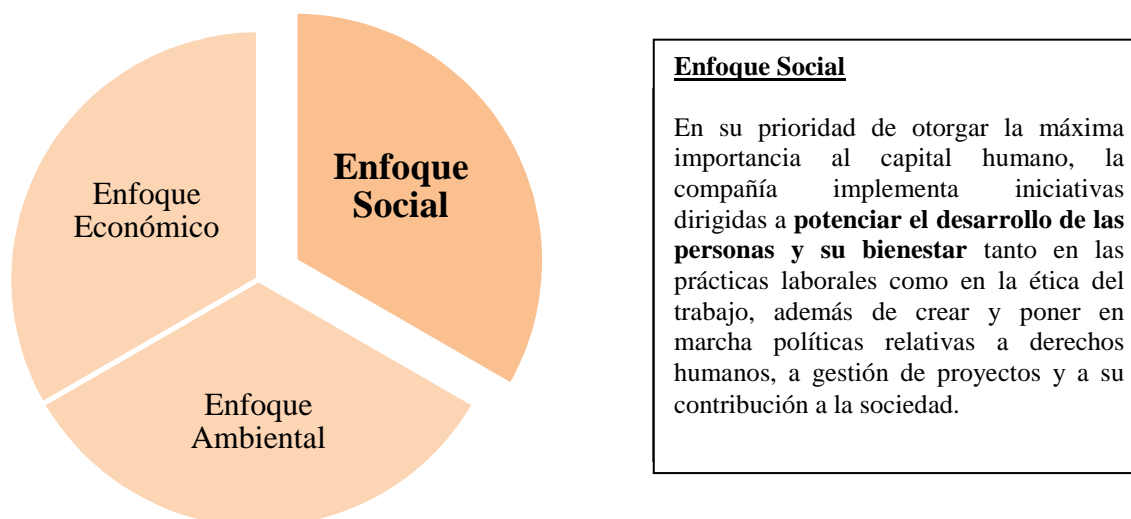 Enfoque
Económico
Enfoque
Social
Enfoque
Ambiental
Enfoque Social
En su prioridad de otorgar la máxima
importancia al capital humano, la
compañía implementa iniciativas
dirigidas a potenciar el desarrollo de las
personas y su bienestar tanto en las
prácticas laborales como en la ética del
trabajo, además de crear y poner en
marcha políticas relativas a derechos
humanos, a gestión de proyectos y a su
contribución a la sociedad.